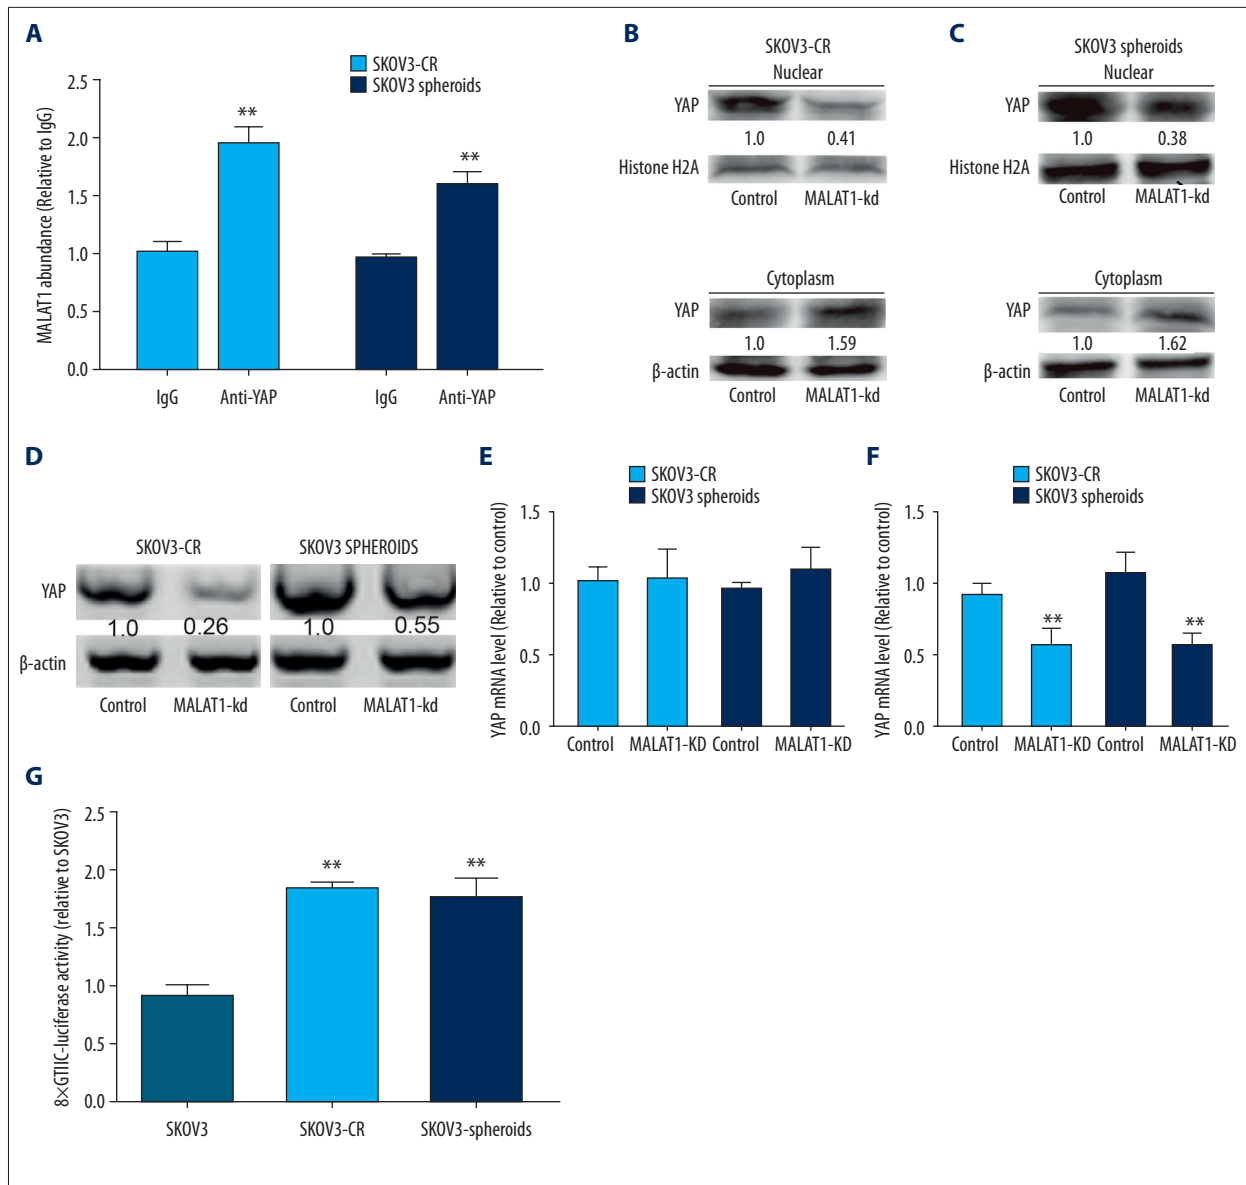 A
SKOV3-CR
SKOV3 spheroids
MALAT1 abundance (Relative to IgG)
2.5
2.0
1.5
1.0
0.5
0.0
**
**
IgG Anti-YAP IgG Anti-YAP
B
SKOV3-CR
Nuclear
YAP
1.0 0.41
Histone H2A
Control MALAT1-kd
Cytoplasm
YAP
1.0 1.59
β-actin
Control MALAT1-kd
C
SKOV3 spheroids
Nuclear
YAP
1.0 0.38
Histone H2A
Control MALAT1-kd
Cytoplasm
YAP
1.0 1.62
β-actin
Control MALAT1-kd
D
SKOV3-CR SKOV3 SPHEROIDS
YAP
1.0 0.26 1.0 0.55
β-actin
Control MALAT1-kd Control MALAT1-kd
E
SKOV3-CR
SKOV3 spheroids
YAP mRNA level (Relative to control)
1.5
1.0
0.5
0.0
Control MALAT1-KD Control MALAT1-KD
F
SKOV3-CR
SKOV3 spheroids
YAP mRNA level (Relative to control)
1.5
1.0
0.5
0.0
**
**
Control MALAT1-KD Control MALAT1-KD
G
8×GTIIC-luciferase activity (relative to SKOV3)
2.5
2.0
1.5
1.0
0.5
0.0
** **
SKOV3 SKOV3-CR SKOV3-spheroids